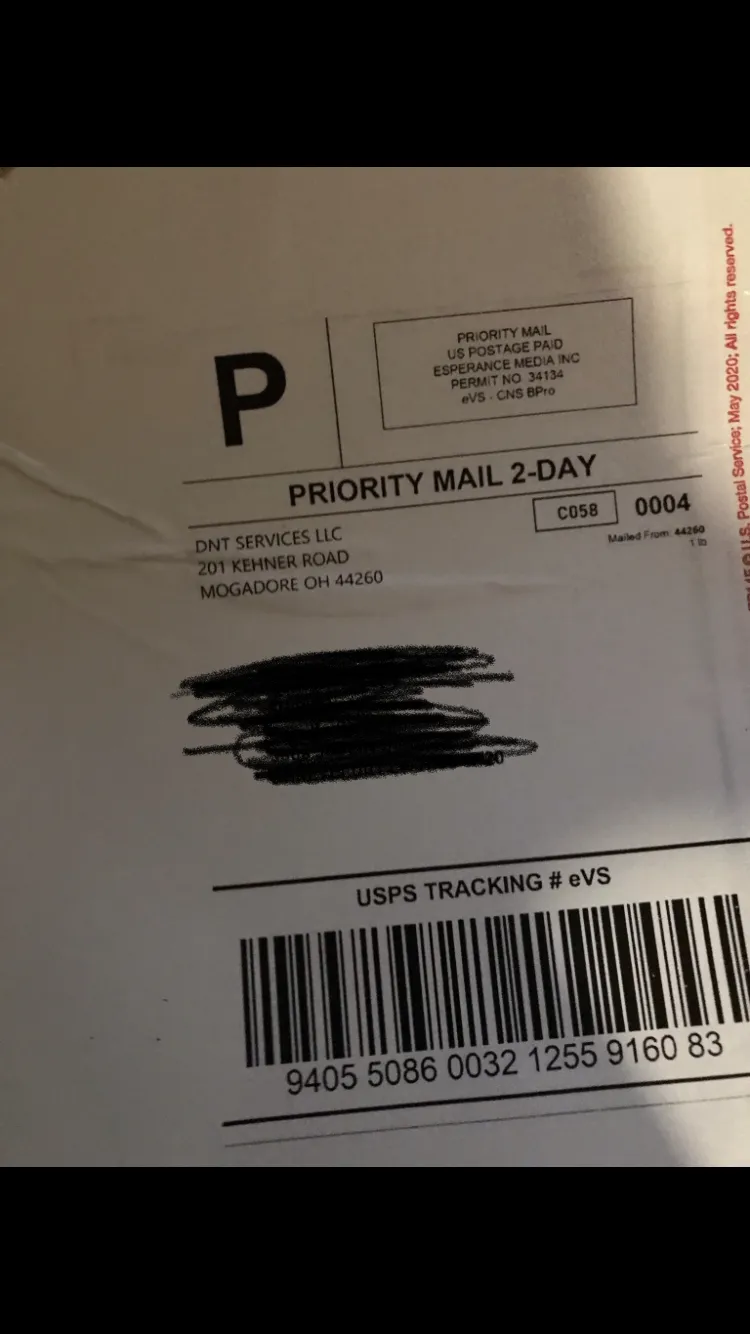 P
PRIORITY MAIL
US POSTAGE PAID
ESPERANCE MEDIA INC
PERMIT NO 34134
eVS - CNS BPro
PRIORITY MAIL 2-DAY
DNT SERVICES LLC
201 KEHNER ROAD
MOGADORE OH 44260
C058
0004
Mailed From 44260
1 lb
20
USPS TRACKING # eVS
9405 5086 0032 1255 9160 83
U.S. Postal Service; May 2020; All rights reserved.